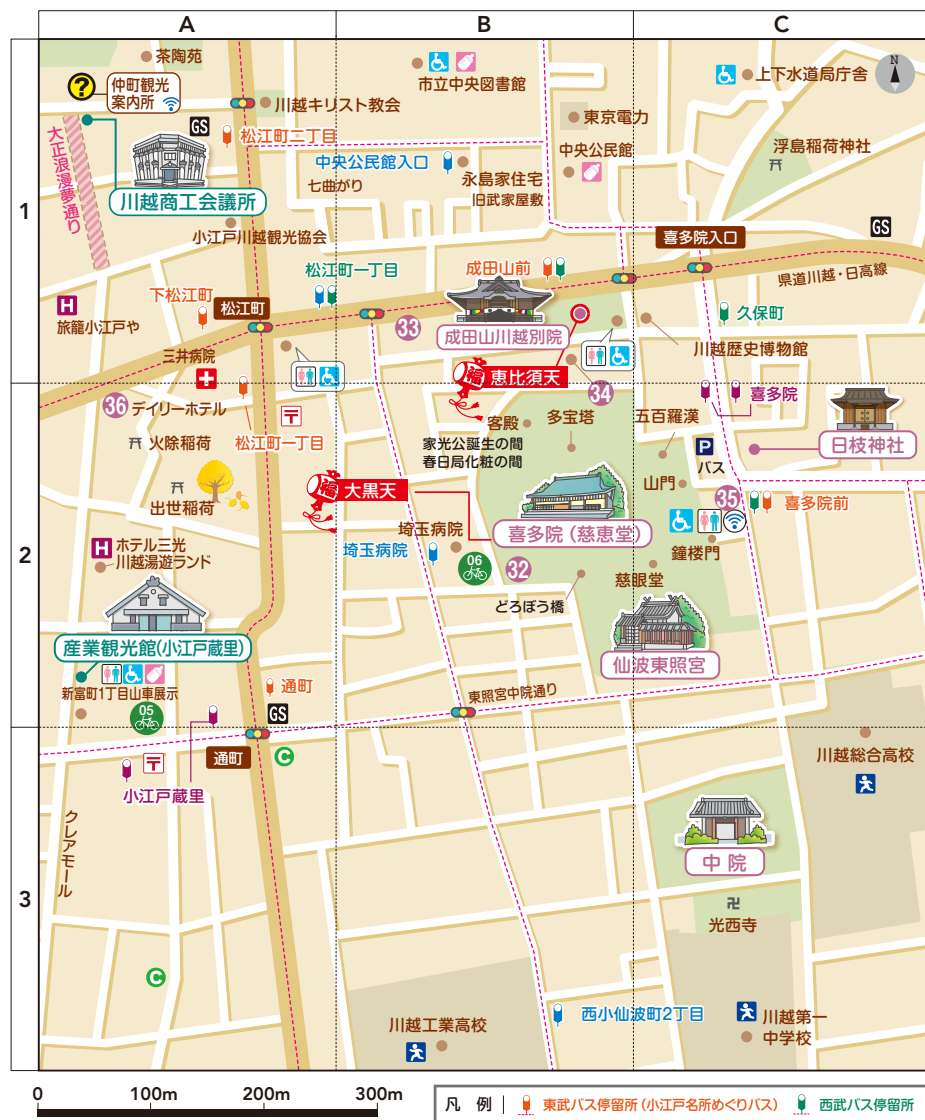 A
B
C
1
2
3
茶陶苑
?
仲町観光
案内所
川越キリスト教会
GS
松江町二丁目
大正浪漫夢通り
川越商工会議所
小江戸川越観光協会
市立中央図書館
東京電力
中央公民館入口
中央公民館
七曲がり
永島家住宅
旧武家屋敷
上下水道局庁舎
N
浮島稲荷神社
喜多院入口
GS
県道川越・日高線
H
旅籠小江戸や
下松江町
松江町
松江町一丁目
成田山前
33
成田山川越別院
久保町
川越歴史博物館
三井病院
福
恵比須天
34
36
デイリーホテル
〒
火除稲荷
松江町一丁目
出世稲荷
客殿
家光公誕生の間
春日局化粧の間
多宝塔
五百羅漢
喜多院
P
バス
日枝神社
山門
福
大黒天
喜多院(慈恵堂)
35
喜多院前
埼玉病院
埼玉病院
06
32
鐘楼門
慈眼堂
どろぼう橋
H
ホテル三光
川越湯遊ランド
仙波東照宮
産業観光館(小江戸蔵里)
新富町1丁目山車展示
05
通町
GS
東照宮中院通り
通町
C
〒
小江戸蔵里
クレアモール
川越総合高校
中院
卍
光西寺
C
川越工業高校
西小仙波町2丁目
川越第一
中学校
0 100m 200m 300m
凡 例
東武バス停留所(小江戸名所めぐりバス)
西武バス停留所